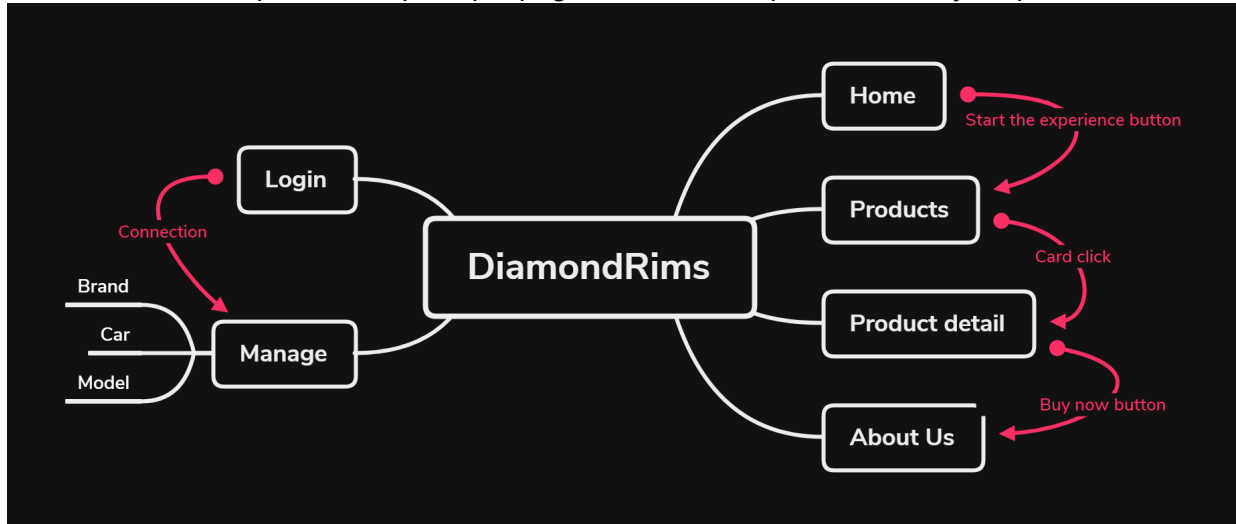 Home
Start the experience button
Login
Products
Connection
DiamondRims
Card click
Brand
Product detail
Car
Manage
Model
Buy now button
About Us